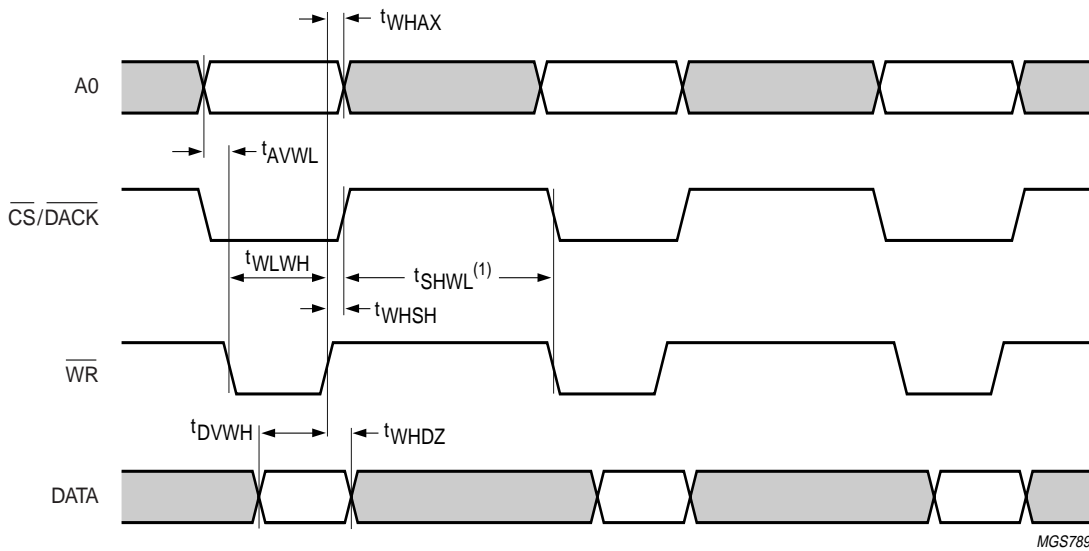 tWHAX
A0
tAVWL
CS/DACK
tWLWH
tSHWL(1)
tWHSH
WR
tDVWH
tWHDZ
DATA
MGS789